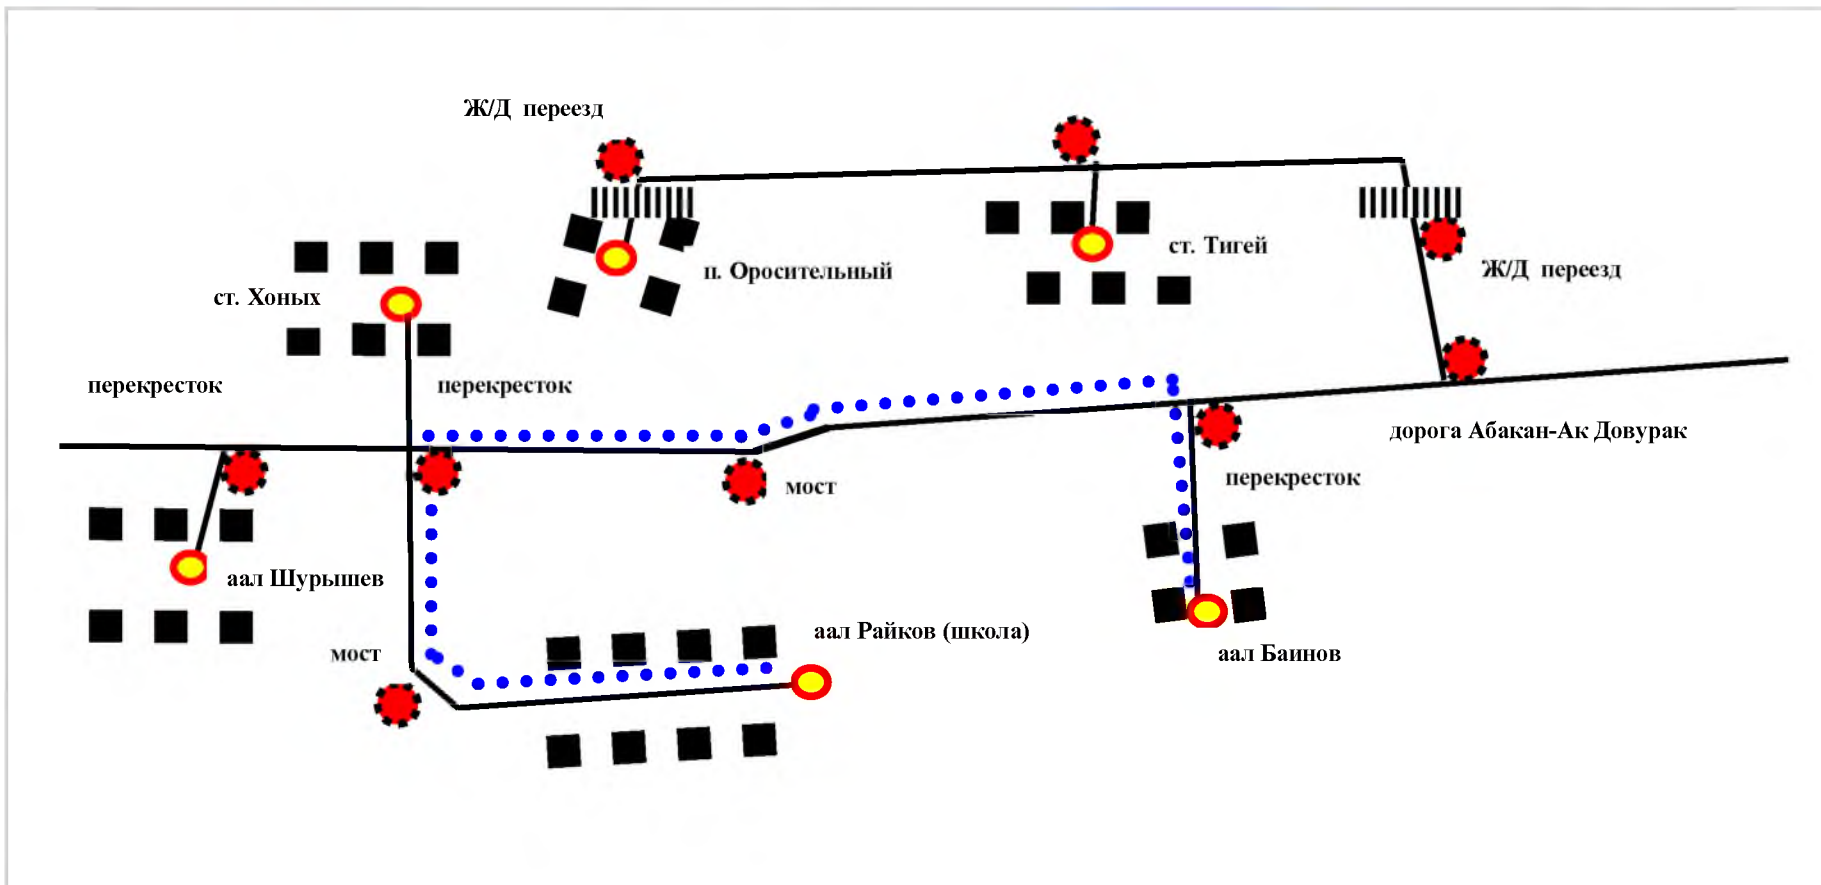 Ж/Д переезд
ст. Тигей
п. Оросительный
Ж/Д переезд
ст. Хоных
перекресток
перекресток
дорога Абакан-Ак Довурак
перекресток
мост
аал Шурышев
аал Райков (школа)
мост
аал Баинов